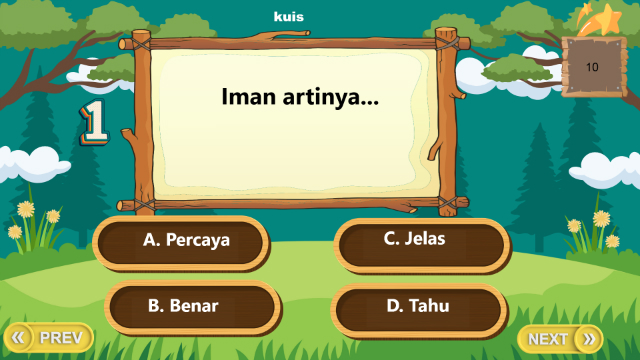 kuis
10
1
Iman artinya...
A. Percaya
C. Jelas
B. Benar
D. Tahu
« PREV
NEXT »